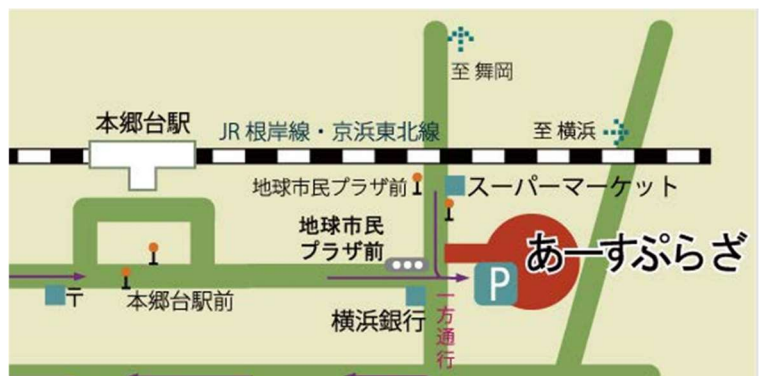 至 舞岡
本郷台駅
JR 根岸線・京浜東北線
至 横浜
地球市民プラザ前
スーパーマーケット
地球市民
プラザ前
あーすぷらざ
P
〒
本郷台駅前
横浜銀行
一方通行